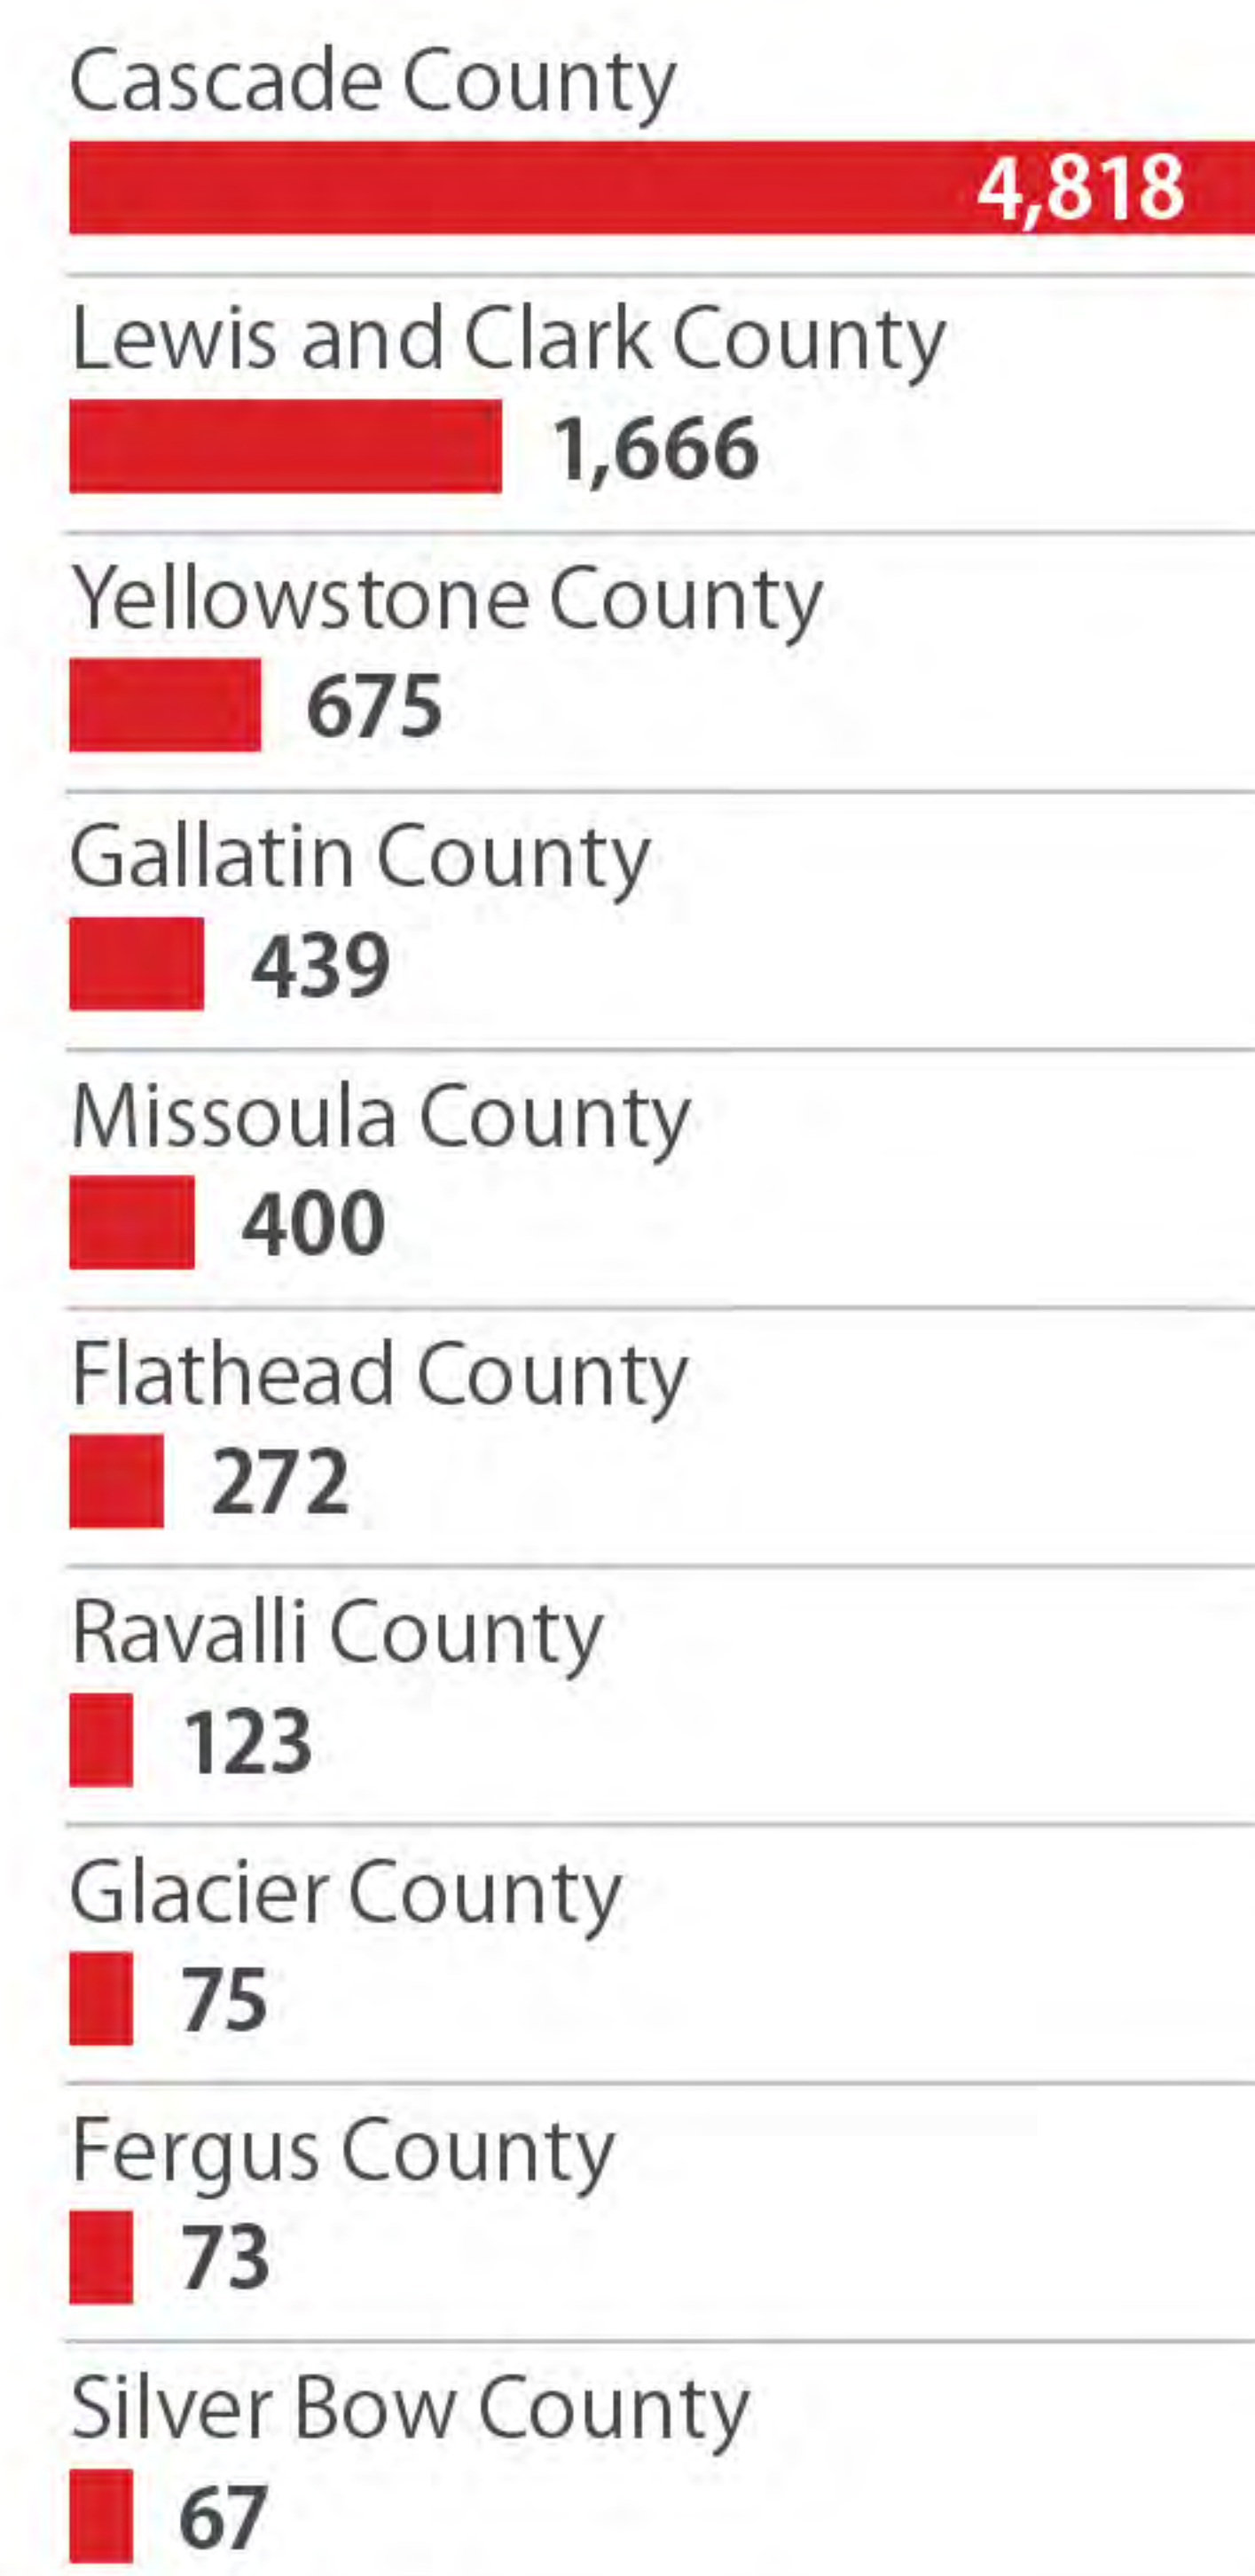 Cascade County
4,818
Lewis and Clark County
1,666
Yellowstone County
675
Gallatin County
439
Missoula County
400
Flathead County
272
Ravalli County
123
Glacier County
75
Fergus County
73
Silver Bow County
67